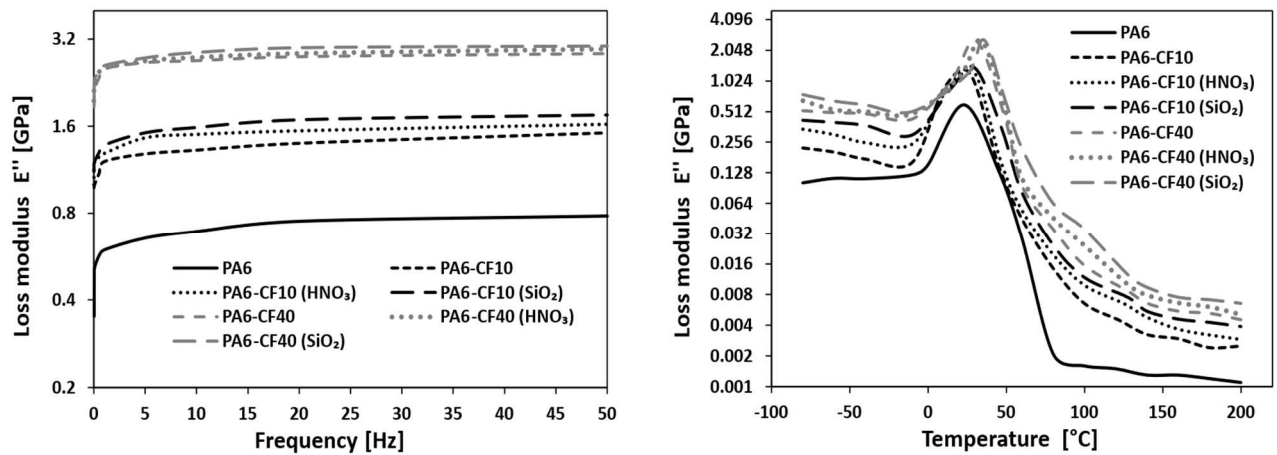 3.2
1.6
0.8
0.4
0.2
Loss modulus E'' [GPa]
PA6
PA6-CF10
PA6-CF10 (HNO₃)
PA6-CF10 (SiO₂)
PA6-CF40
PA6-CF40 (HNO₃)
PA6-CF40 (SiO₂)
0 5 10 15 20 25 30 35 40 45 50
Frequency [Hz]
4.096
2.048
1.024
0.512
0.256
0.128
0.064
0.032
0.016
0.008
0.004
0.002
0.001
Loss modulus E'' [GPa]
PA6
PA6-CF10
PA6-CF10 (HNO₃)
PA6-CF10 (SiO₂)
PA6-CF40
PA6-CF40 (HNO₃)
PA6-CF40 (SiO₂)
-100 -50 0 50 100 150 200
Temperature [°C]